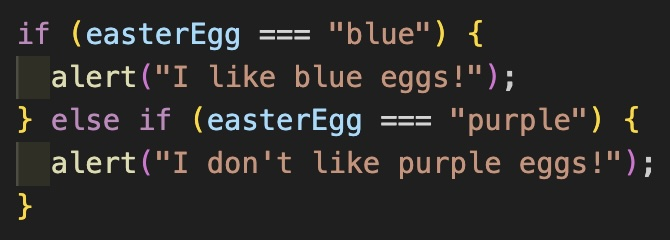 if (easterEgg === "blue") {
  alert("I like blue eggs!");
} else if (easterEgg === "purple") {
  alert("I don't like purple eggs!");
}